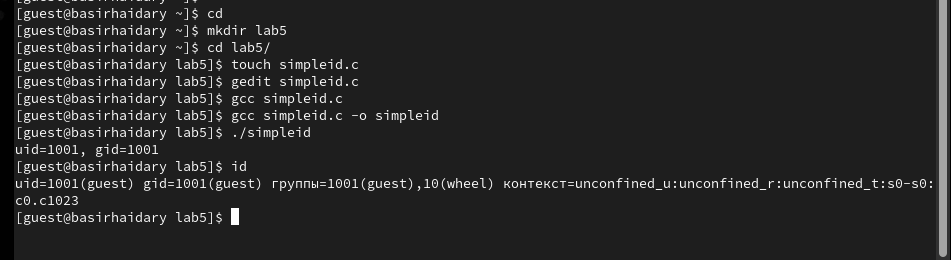 [guest@basirhaidary ~]$ cd
[guest@basirhaidary ~]$ mkdir lab5
[guest@basirhaidary ~]$ cd lab5/
[guest@basirhaidary lab5]$ touch simpleid.c
[guest@basirhaidary lab5]$ gedit simpleid.c
[guest@basirhaidary lab5]$ gcc simpleid.c
[guest@basirhaidary lab5]$ gcc simpleid.c -o simpleid
[guest@basirhaidary lab5]$ ./simpleid
uid=1001, gid=1001
[guest@basirhaidary lab5]$ id
uid=1001(guest) gid=1001(guest) группы=1001(guest),10(wheel) контекст=unconfined_u:unconfined_r:unconfined_t:s0-s0:
c0.c1023
[guest@basirhaidary lab5]$